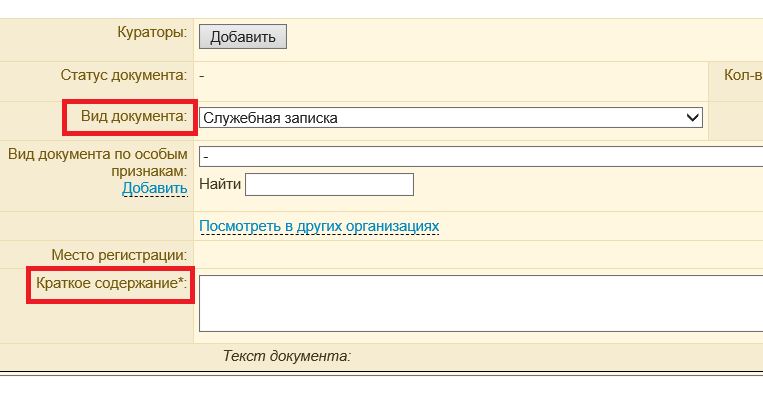 Кураторы: Добавить
Статус документа: - Кол-в
Вид документа: Служебная записка
Вид документа по особым -
признакам:
Добавить Найти
Посмотреть в других организациях
Место регистрации:
Краткое содержание*:
Текст документа: